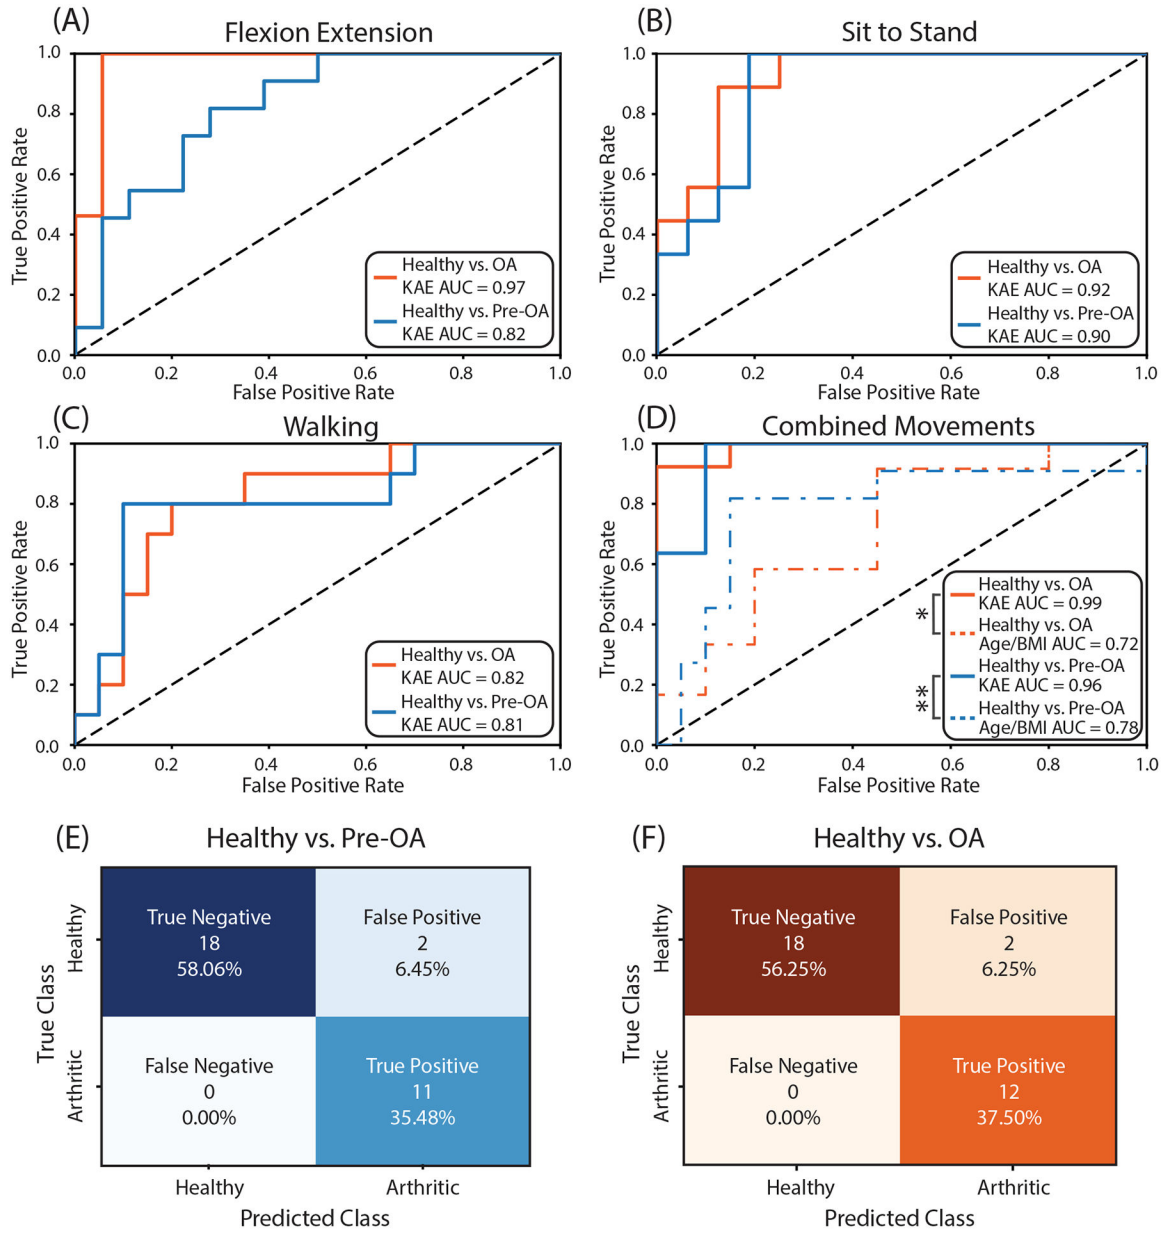 (A)
Flexion Extension
1.0
0.8
0.6
0.4
0.2
0.0
True Positive Rate
0.0 0.2 0.4 0.6 0.8 1.0
False Positive Rate
Healthy vs. OA
KAE AUC = 0.97
Healthy vs. Pre-OA
KAE AUC = 0.82
(B)
Sit to Stand
1.0
0.8
0.6
0.4
0.2
0.0
True Positive Rate
0.0 0.2 0.4 0.6 0.8 1.0
False Positive Rate
Healthy vs. OA
KAE AUC = 0.92
Healthy vs. Pre-OA
KAE AUC = 0.90
(C)
Walking
1.0
0.8
0.6
0.4
0.2
0.0
True Positive Rate
0.0 0.2 0.4 0.6 0.8 1.0
False Positive Rate
Healthy vs. OA
KAE AUC = 0.82
Healthy vs. Pre-OA
KAE AUC = 0.81
(D)
Combined Movements
1.0
0.8
0.6
0.4
0.2
0.0
True Positive Rate
0.0 0.2 0.4 0.6 0.8 1.0
False Positive Rate
Healthy vs. OA
KAE AUC = 0.99
*
Healthy vs. OA
Age/BMI AUC = 0.72
Healthy vs. Pre-OA
KAE AUC = 0.96
**
Healthy vs. Pre-OA
Age/BMI AUC = 0.78
(E)
Healthy vs. Pre-OA
True Class
Healthy
Arthritic
True Negative
18
58.06%
False Positive
2
6.45%
False Negative
0
0.00%
True Positive
11
35.48%
Healthy
Arthritic
Predicted Class
(F)
Healthy vs. OA
True Class
Healthy
Arthritic
True Negative
18
56.25%
False Positive
2
6.25%
False Negative
0
0.00%
True Positive
12
37.50%
Healthy
Arthritic
Predicted Class